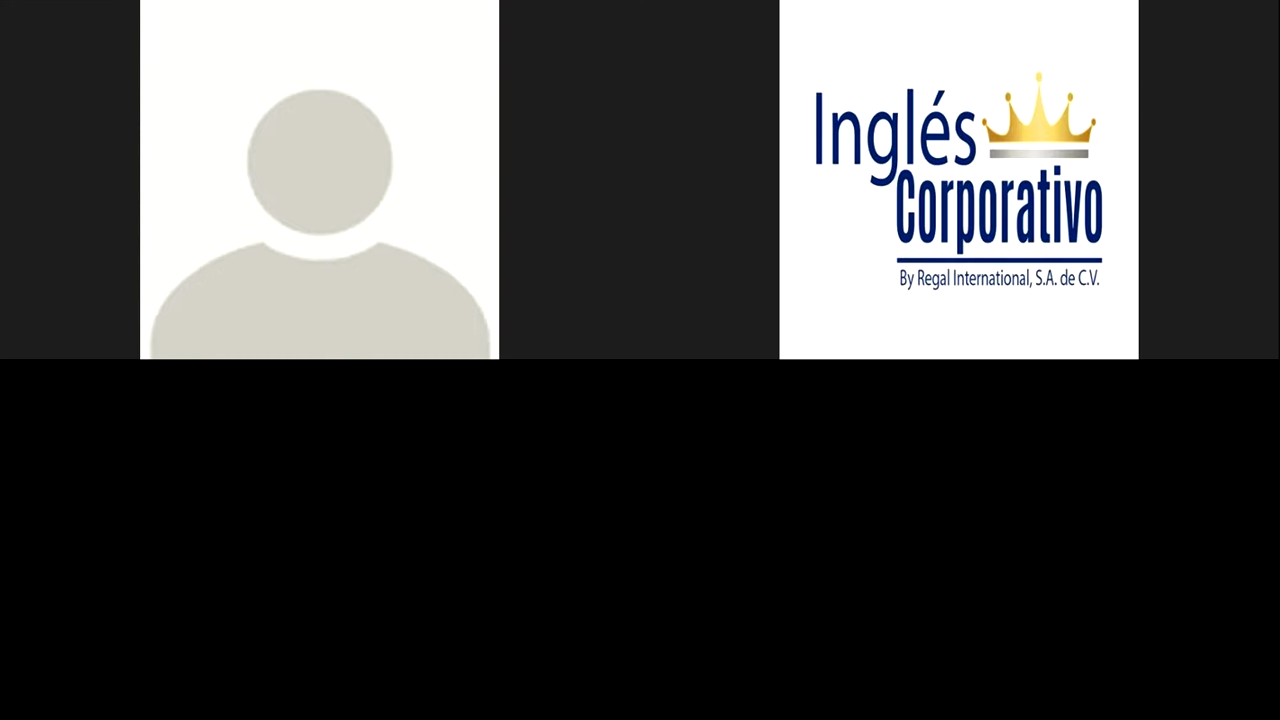 Inglés
Corporativo
By Regal International, S.A. de C.V.